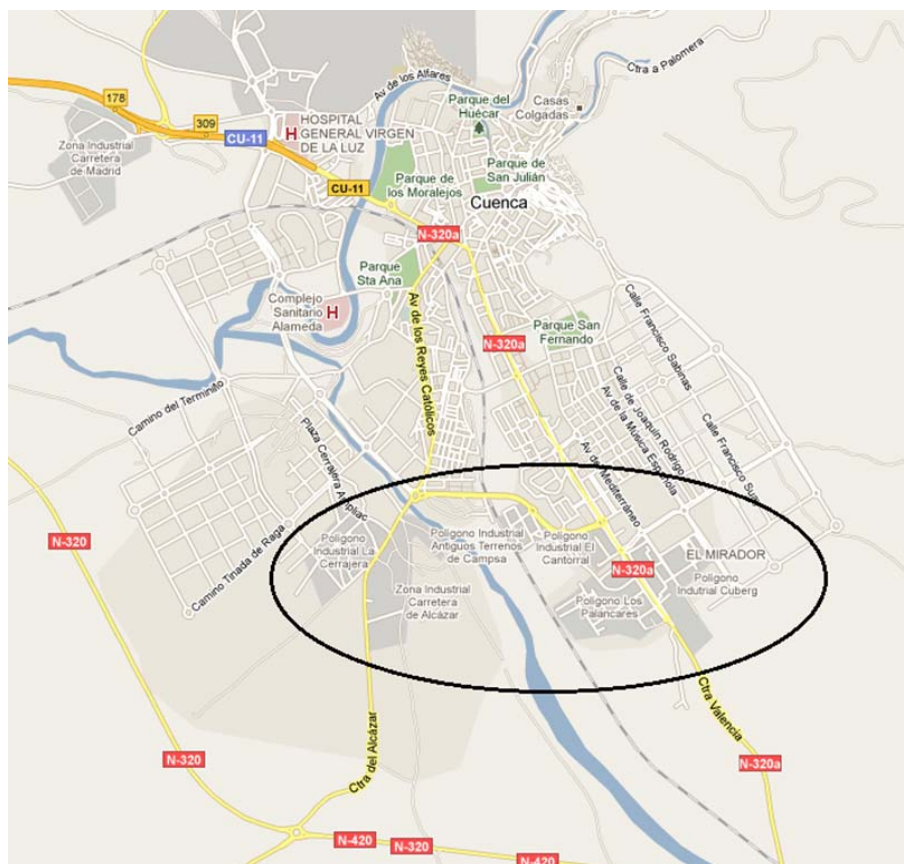 Ctra a Palomera
Av de los Alfares
178
309
CU-11
Zona Industrial
Carretera
de Madrid
H
HOSPITAL
GENERAL VIRGEN
DE LA LUZ
Parque del
Huécar
Casas
Colgadas
CU-11
Parque de
los Moralejos
Parque de
San Julián
Cuenca
N-320a
Parque
Sta Ana
Complejo
Sanitario
Alameda
H
Av de los Reyes Católicos
N-320a
Parque San
Fernando
Calle Francisco Sabinas
Calle de Joaquín Rodrigo
Av de la Música Española
Calle Francisco Suarez
Camino del Terminillo
Plaza Cerrajera Ampliac
Av del Mediterráneo
N-320
Camino Tinada de Raga
Polígono
Industrial La
Cerrajera
Polígono Industrial
Antiguos Terrenos
de Campsa
Polígono
Industrial El
Cantorral
EL MIRADOR
N-320a
Polígono
Indutrial Cuberg
Zona Industrial
Carretera
de Alcázar
Polígono Los
Palancares
Ctra Valencia
N-320
Ctra del Alcázar
N-320a
N-420
N-320
N-420